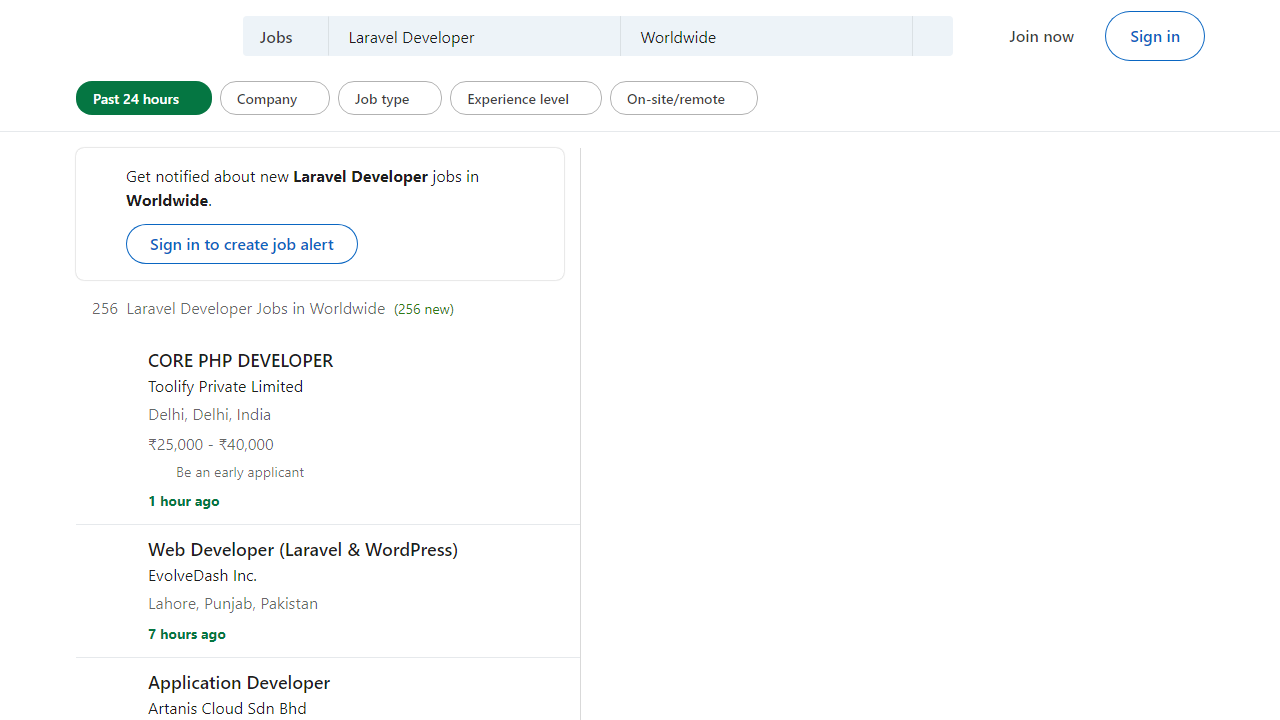 Jobs
Laravel Developer
Worldwide
Join now
Sign in
Past 24 hours
Company
Job type
Experience level
On-site/remote
Get notified about new Laravel Developer jobs in
Worldwide.
Sign in to create job alert
256 Laravel Developer Jobs in Worldwide (256 new)
CORE PHP DEVELOPER
Toolify Private Limited
Delhi, Delhi, India
₹25,000 - ₹40,000
Be an early applicant
1 hour ago
Web Developer (Laravel & WordPress)
EvolveDash Inc.
Lahore, Punjab, Pakistan
7 hours ago
Application Developer
Artanis Cloud Sdn Bhd